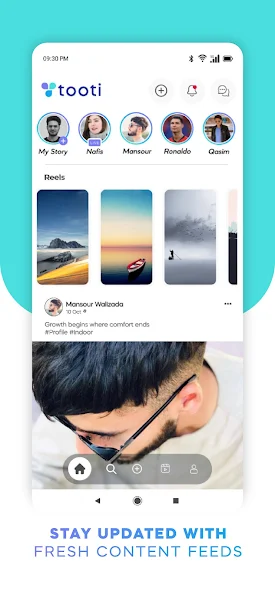 09:30 PM
tooti
My Story
Nafis
Mansour
Ronaldo
Qasim
Reels
Mansour Walizada
10 Oct
Growth begins where comfort ends
#Profile #Indoor
STAY UPDATED WITH
FRESH CONTENT FEEDS